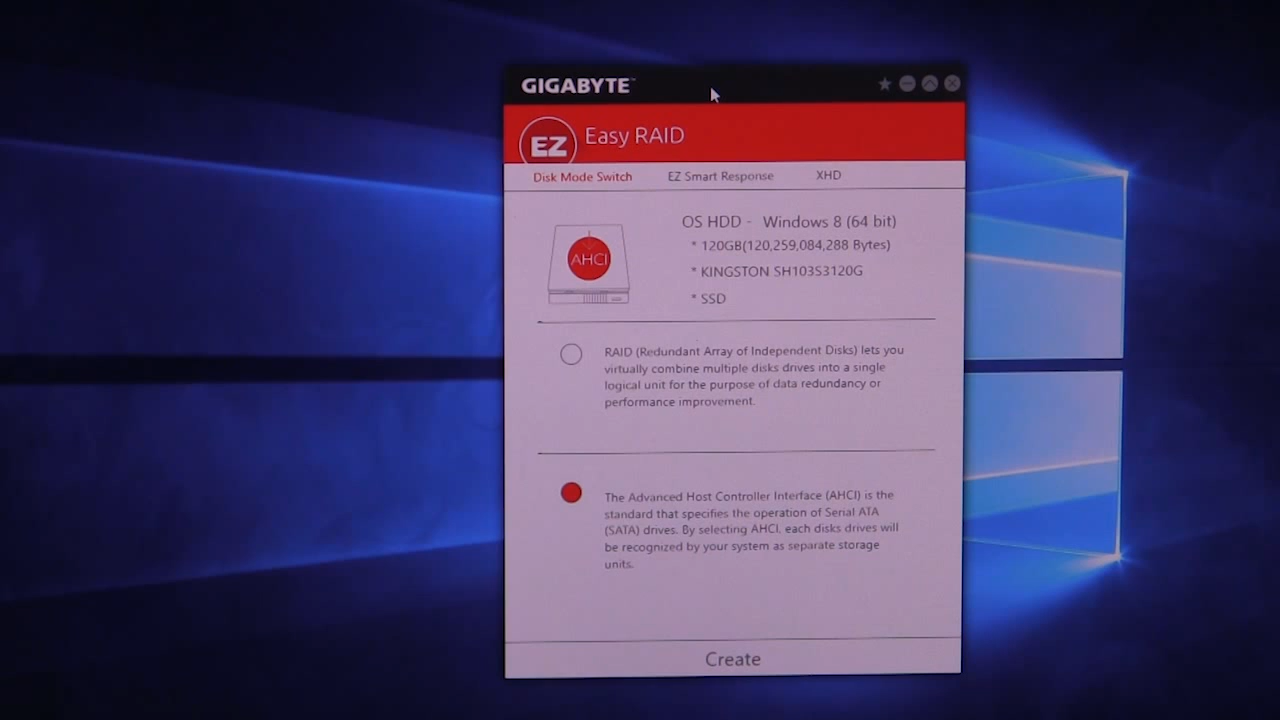 GIGABYTE™
EZ Easy RAID
Disk Mode Switch EZ Smart Response XHD
AHCI
OS HDD - Windows 8 (64 bit)
* 120GB(120,259,084,288 Bytes)
* KINGSTON SH103S3120G
* SSD
RAID (Redundant Array of Independent Disks) lets you
virtually combine multiple disks drives into a single
logical unit for the purpose of data redundancy or
performance improvement.
The Advanced Host Controller Interface (AHCI) is the
standard that specifies the operation of Serial ATA
(SATA) drives. By selecting AHCI, each disks drives will
be recognized by your system as separate storage
units.
Create